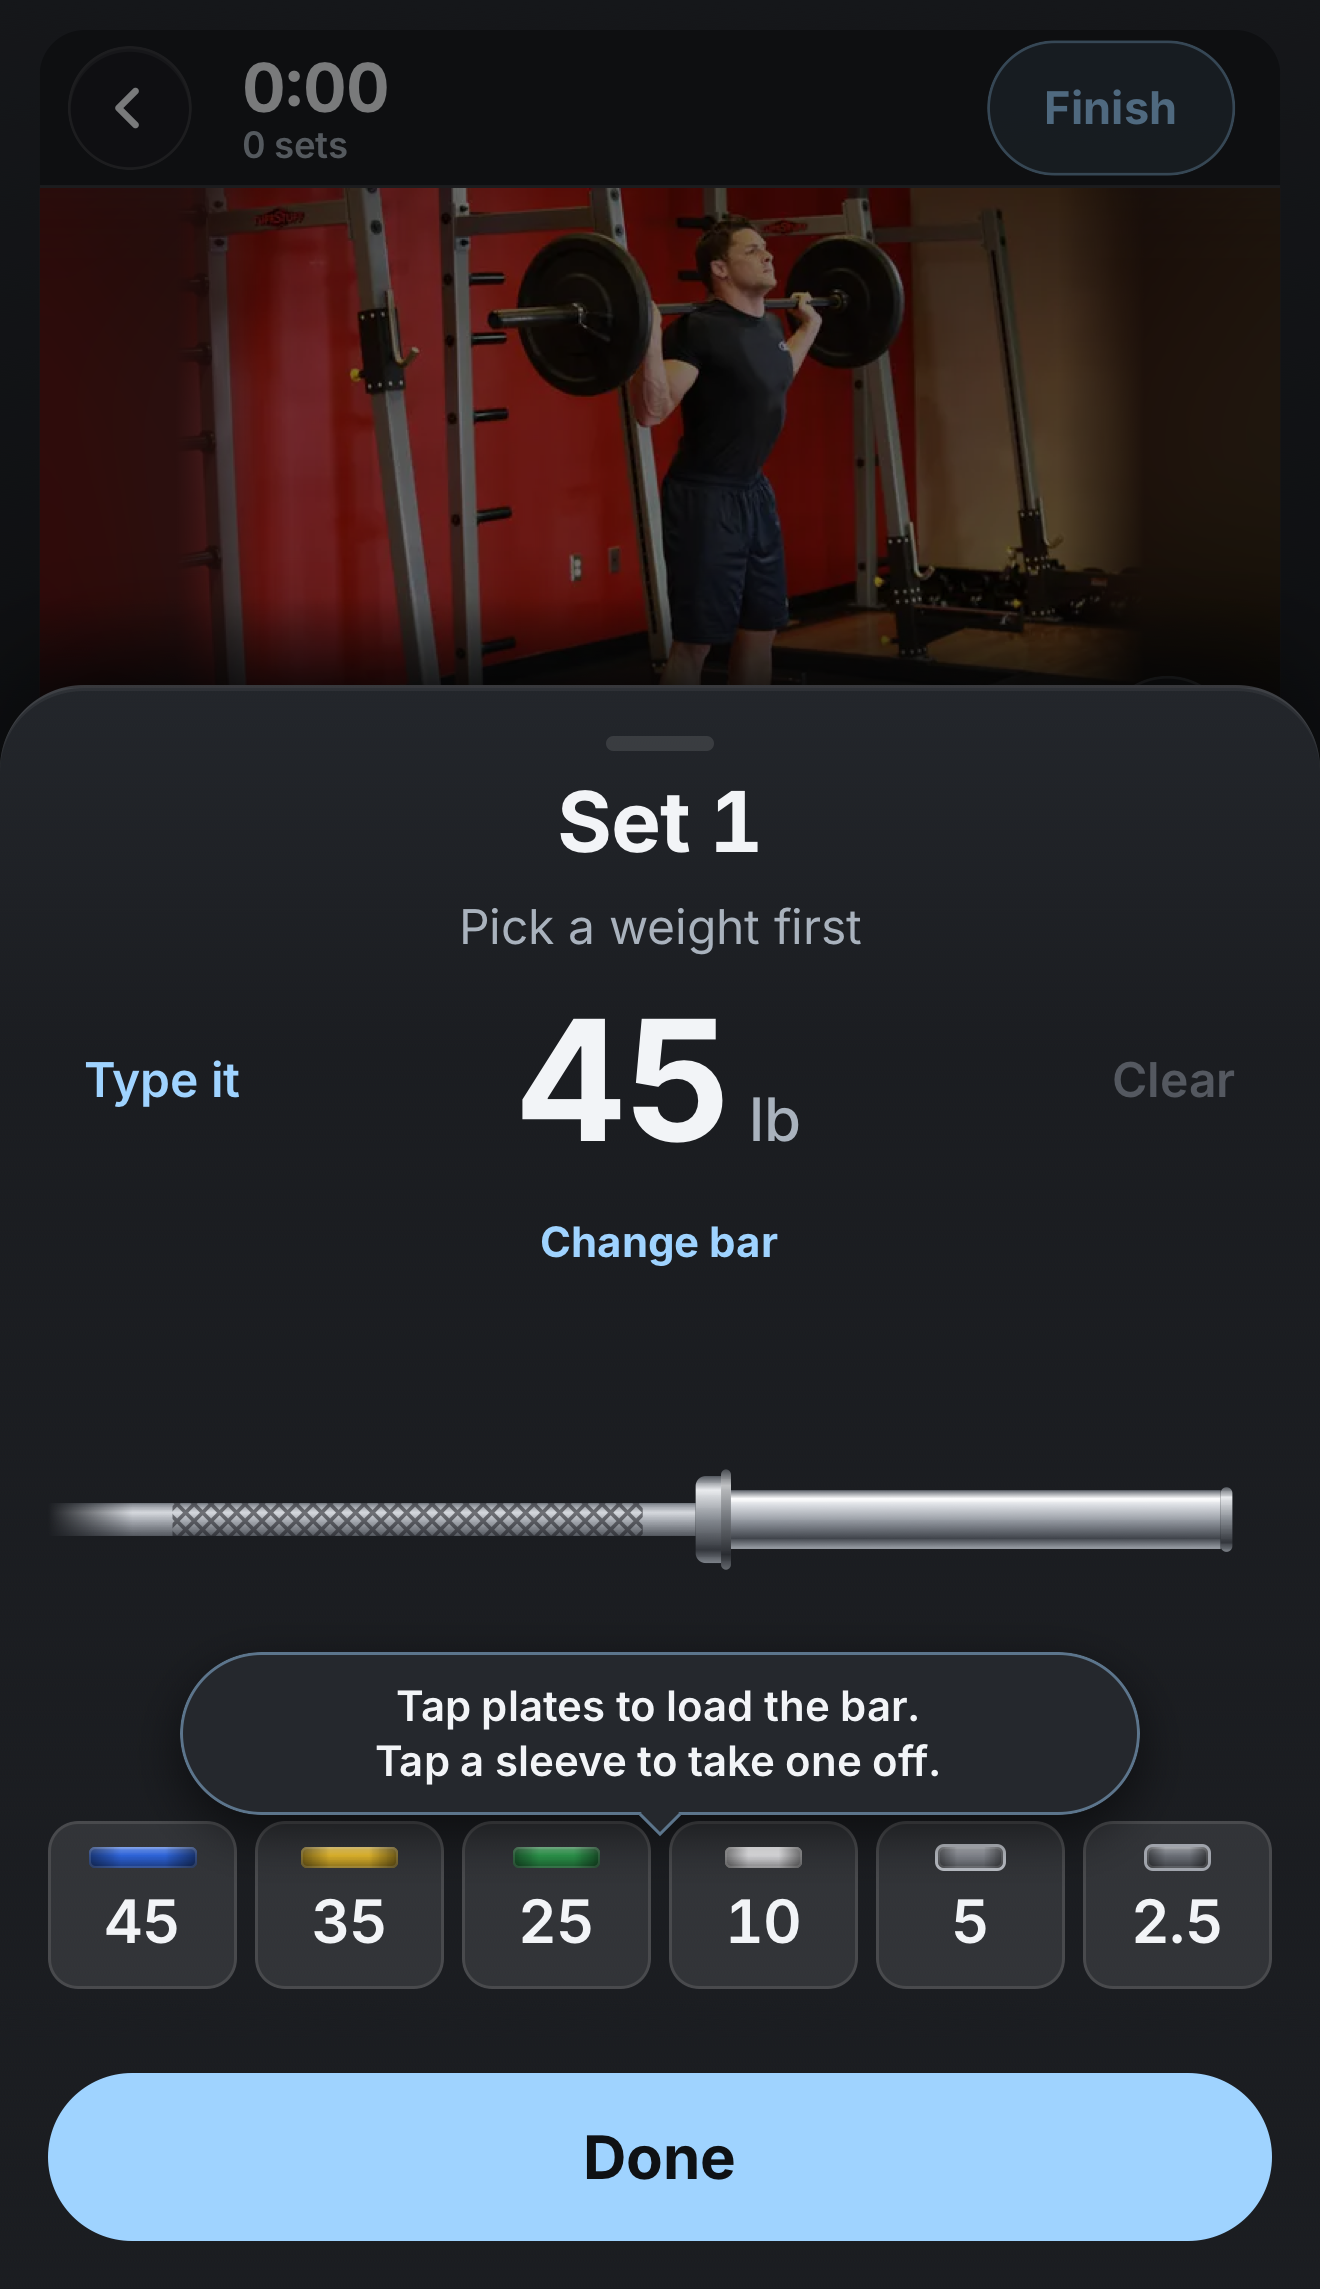 0:00
0 sets
Finish
Set 1
Pick a weight first
Type it
45 lb
Clear
Change bar
Tap plates to load the bar.
Tap a sleeve to take one off.
45
35
25
10
5
2.5
Done